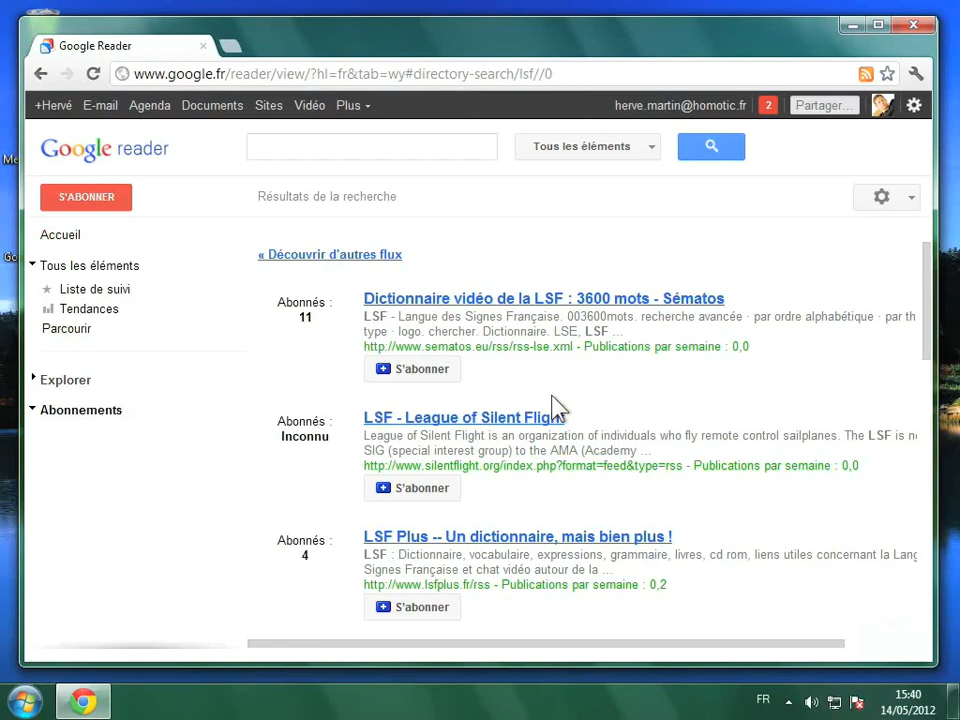 Google Reader
www.google.fr/reader/view/?hl=fr&tab=wy#directory-search/lsf//0
+Hervé E-mail Agenda Documents Sites Vidéo Plus herve.martin@homotic.fr 2 Partager...
Google reader Tous les éléments
S'ABONNER Résultats de la recherche
Accueil
Tous les éléments
Liste de suivi
Tendances
Parcourir
Explorer
Abonnements
« Découvrir d'autres flux
Abonnés :
11
Dictionnaire vidéo de la LSF : 3600 mots - Sématos
LSF - Langue des Signes Française. 003600mots. recherche avancée · par ordre alphabétique · par th
type · logo. chercher. Dictionnaire. LSE, LSF ...
http://www.sematos.eu/rss/rss-lse.xml - Publications par semaine : 0,0
S'abonner
Abonnés :
Inconnu
LSF - League of Silent Flight
League of Silent Flight is an organization of individuals who fly remote control sailplanes. The LSF is no
SIG (special interest group) to the AMA (Academy ...
http://www.silentflight.org/index.php?format=feed&type=rss - Publications par semaine : 0,0
S'abonner
Abonnés :
4
LSF Plus -- Un dictionnaire, mais bien plus !
LSF : Dictionnaire, vocabulaire, expressions, grammaire, livres, cd rom, liens utiles concernant la Lang
Signes Française et chat vidéo autour de la ...
http://www.lsfplus.fr/rss - Publications par semaine : 0,2
S'abonner
FR
15:40
14/05/2012